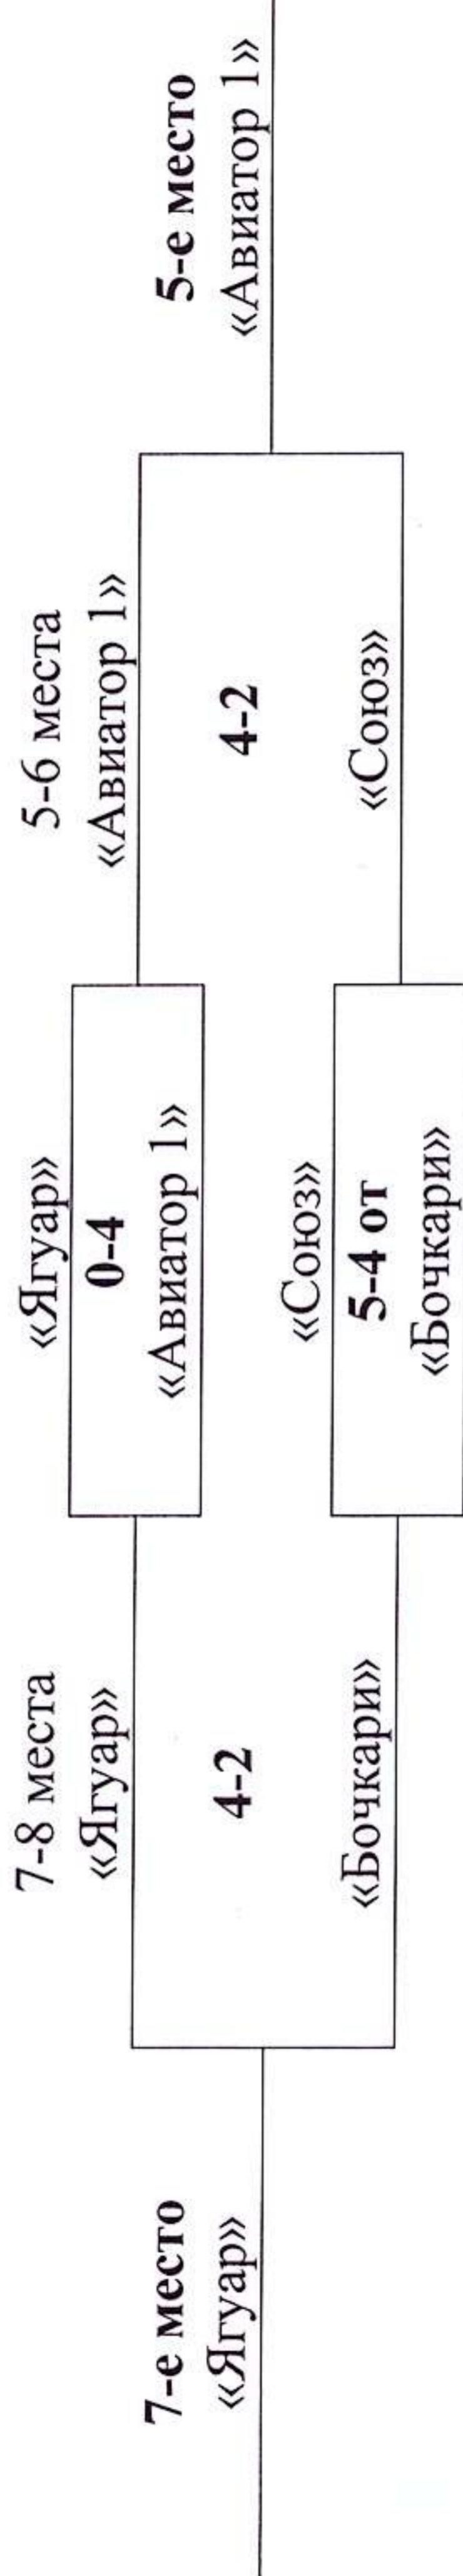 7-8 места
5-6 места
«Ягуар»
«Ягуар»
0-4
«Авиатор 1»
«Авиатор 1»
7-е место
«Ягуар»
4-2
4-2
5-е место
«Авиатор 1»
«Союз»
5-4 от
«Бочкари»
«Бочкари»
«Союз»